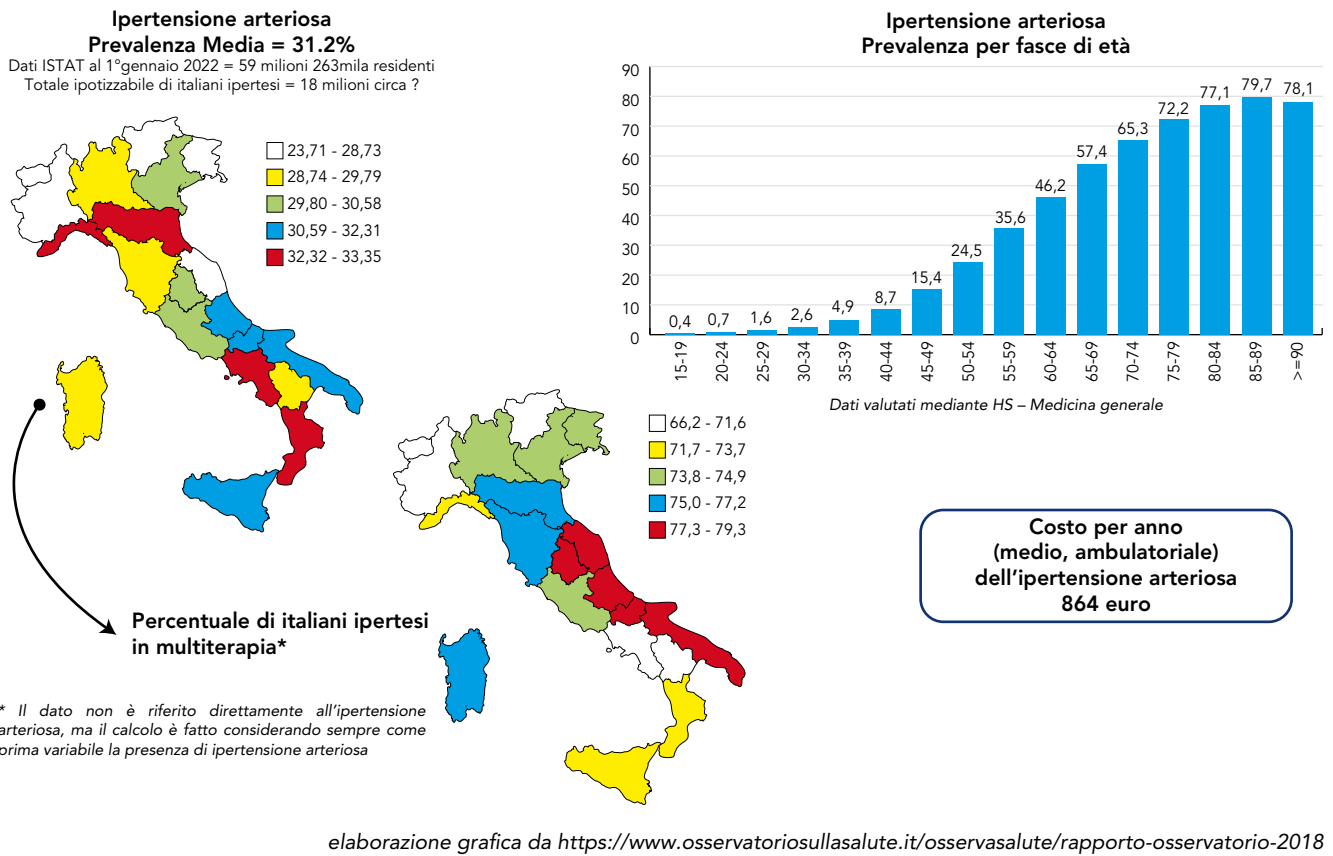 Ipertensione arteriosa
Prevalenza Media = 31.2%
Dati ISTAT al 1°gennaio 2022 = 59 milioni 263mila residenti
Totale ipotizzabile di italiani ipertesi = 18 milioni circa ?
23,71 - 28,73
28,74 - 29,79
29,80 - 30,58
30,59 - 32,31
32,32 - 33,35
Ipertensione arteriosa
Prevalenza per fasce di età
90
80
70
60
50
40
30
20
10
0
0,4
0,7
1,6
2,6
4,9
8,7
15,4
24,5
35,6
46,2
57,4
65,3
72,2
77,1
79,7
78,1
15-19
20-24
25-29
30-34
35-39
40-44
45-49
50-54
55-59
60-64
65-69
70-74
75-79
80-84
85-89
>=90
Dati valutati mediante HS – Medicina generale
66,2 - 71,6
71,7 - 73,7
73,8 - 74,9
75,0 - 77,2
77,3 - 79,3
Costo per anno
(medio, ambulatoriale)
dell'ipertensione arteriosa
864 euro
Percentuale di italiani ipertesi
in multiterapia*
* Il dato non è riferito direttamente all'ipertensione
arteriosa, ma il calcolo è fatto considerando sempre come
prima variabile la presenza di ipertensione arteriosa
elaborazione grafica da https://www.osservatoriosullasalute.it/osservasalute/rapporto-osservatorio-2018